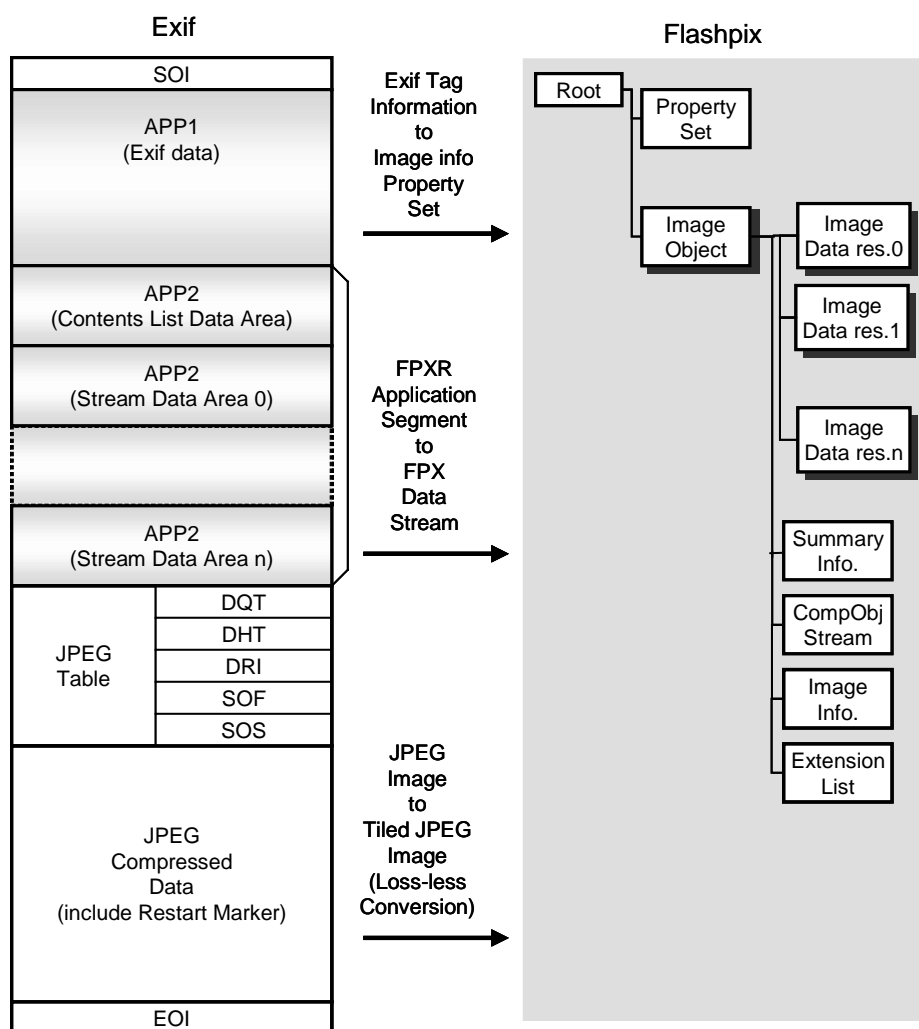 Exif
SOI
APP1
(Exif data)
APP2
(Contents List Data Area)
APP2
(Stream Data Area 0)
APP2
(Stream Data Area n)
JPEG
Table
DQT
DHT
DRI
SOF
SOS
JPEG
Compressed
Data
(include Restart Marker)
EOI
Exif Tag
Information
to
Image info
Property
Set
FPXR
Application
Segment
to
FPX
Data
Stream
JPEG
Image
to
Tiled JPEG
Image
(Loss-less
Conversion)
Flashpix
Root
Property
Set
Image
Object
Image
Data res.0
Image
Data res.1
Image
Data res.n
Summary
Info.
CompObj
Stream
Image
Info.
Extension
List